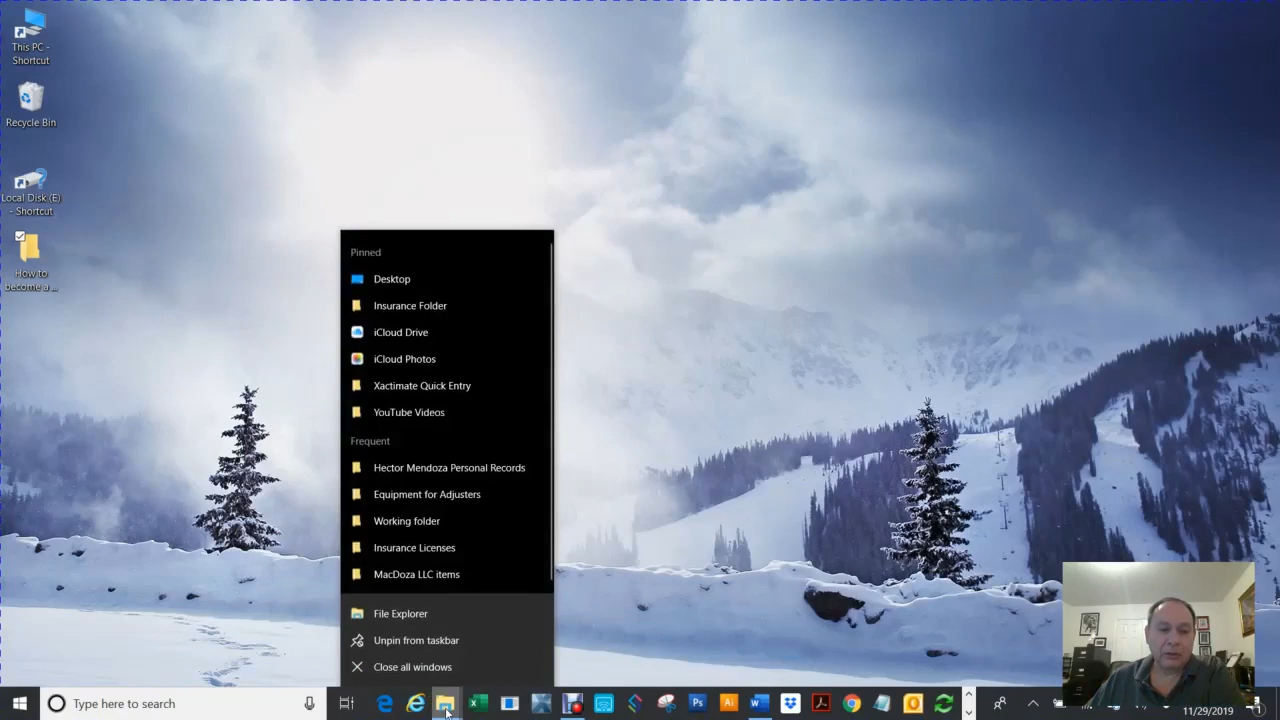 This PC -
Shortcut
Recycle Bin
Local Disk (E)
- Shortcut
How to
become a ...
Pinned
Desktop
Insurance Folder
iCloud Drive
iCloud Photos
Xactimate Quick Entry
YouTube Videos
Frequent
Hector Mendoza Personal Records
Equipment for Adjusters
Working folder
Insurance Licenses
MacDoza LLC items
File Explorer
Unpin from taskbar
Close all windows
Type here to search
Ps
Ai
11/29/2019